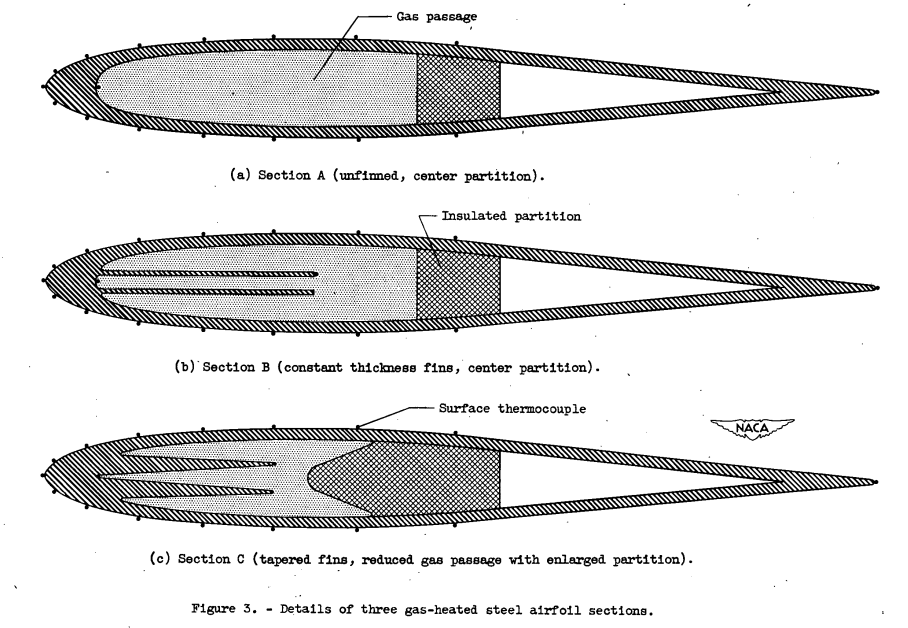 Gas passage
(a) Section A (unfinned, center partition).
Insulated partition
(b) Section B (constant thickness fins, center partition).
Surface thermocouple
NACA
(c) Section C (tapered fins, reduced gas passage with enlarged partition).
Figure 3. - Details of three gas-heated steel airfoil sections.